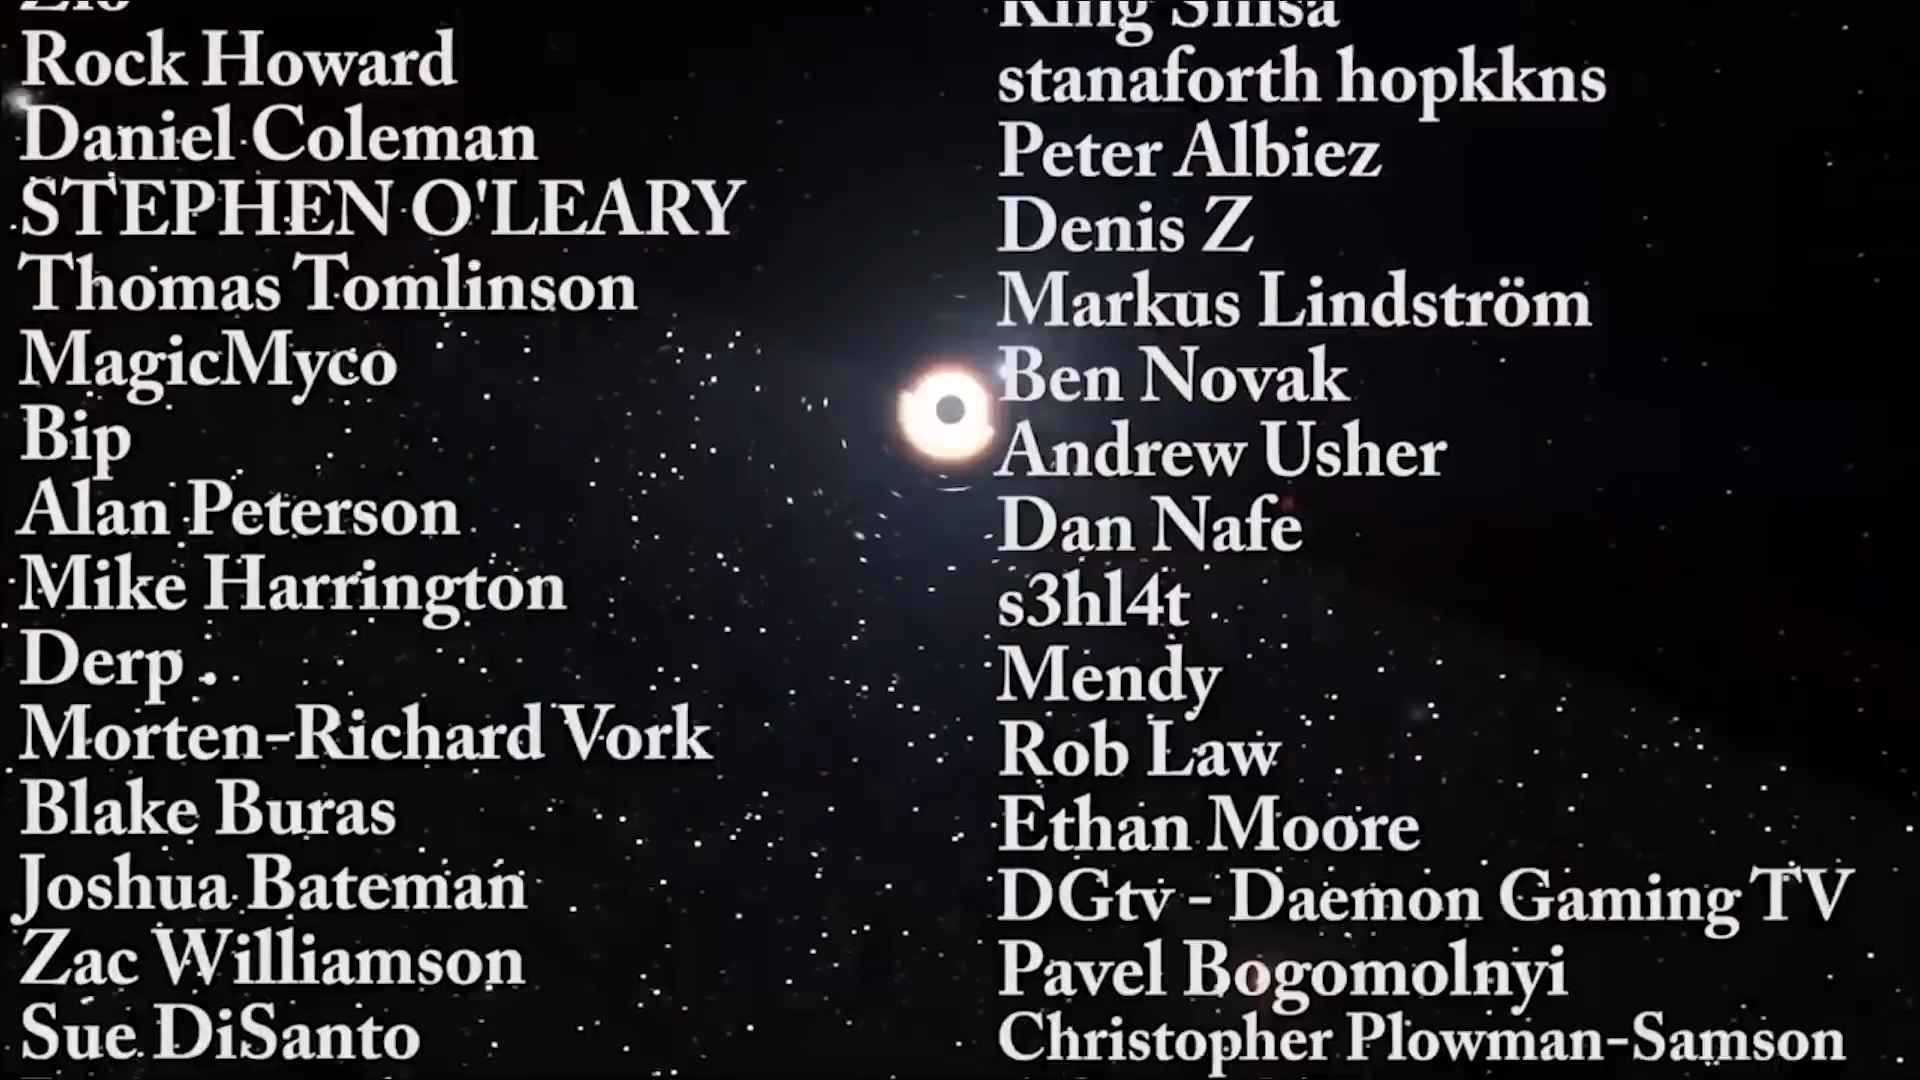 Rock Howard
Daniel Coleman
STEPHEN O'LEARY
Thomas Tomlinson
MagicMyco
Bip
Alan Peterson
Mike Harrington
Derp
Morten-Richard Vork
Blake Buras
Joshua Bateman
Zac Williamson
Sue DiSanto
King Shisa
stanaforth hopkkns
Peter Albiez
Denis Z
Markus Lindström
Ben Novak
Andrew Usher
Dan Nafe
s3hl4t
Mendy
Rob Law
Ethan Moore
DGtv - Daemon Gaming TV
Pavel Bogomolnyi
Christopher Plowman-Samson